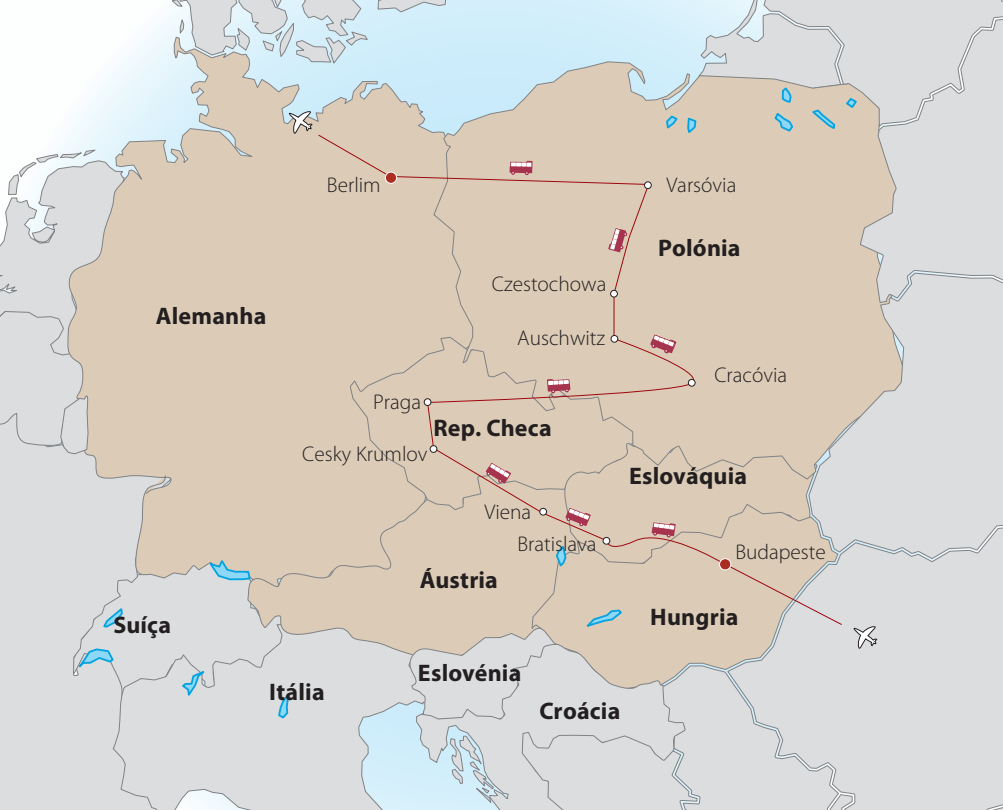 Berlim
Varsóvia
Polónia
Czestochowa
Alemanha
Auschwitz
Cracóvia
Praga
Rep. Checa
Cesky Krumlov
Eslováquia
Viena
Bratislava
Budapeste
Áustria
Hungria
Suíça
Eslovénia
Itália
Croácia